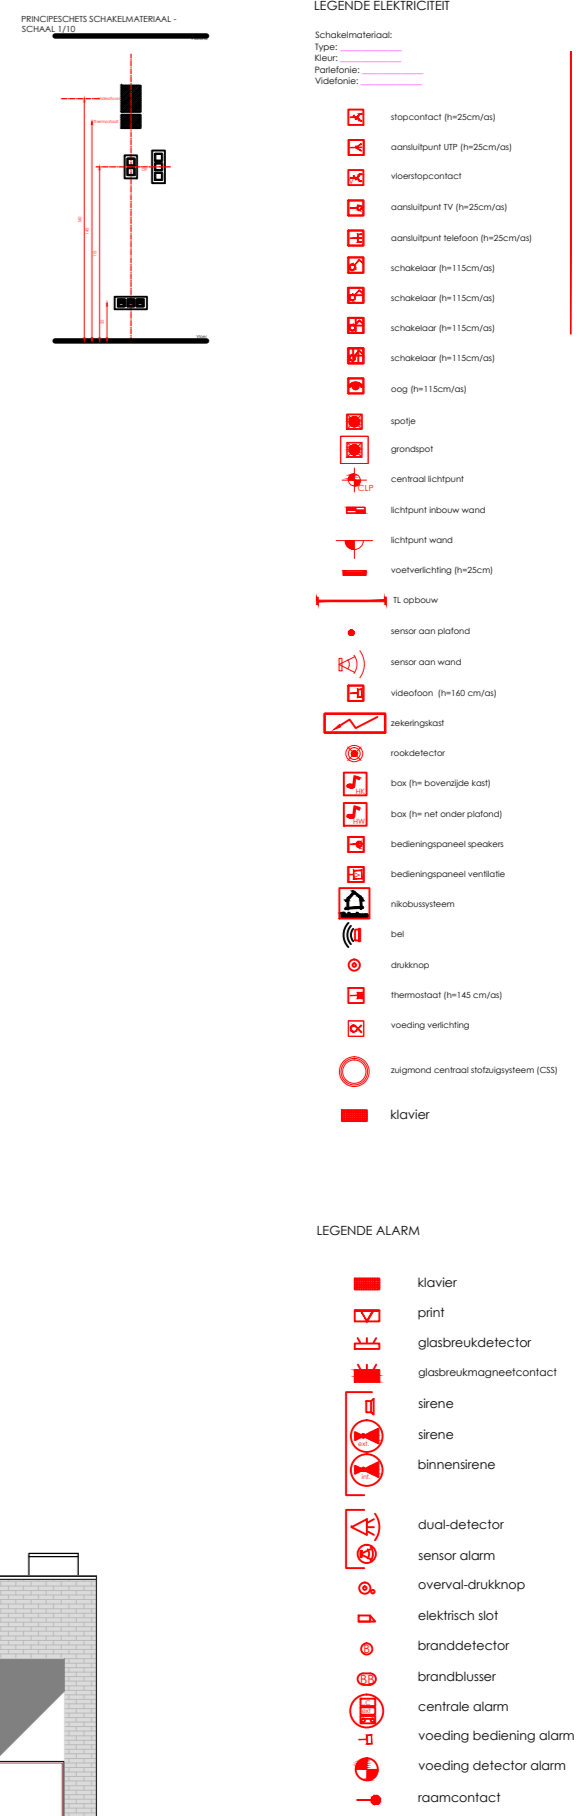 PRINCIPESCHETS SCHAKELMATERIAAL -
SCHAAL 1/10
LEGENDE ELEKTRICITEIT
Schakelmateriaal:
Type:
Kleur:
Parlefonie:
Videfonie:
stopcontact (h=25cm/as)
aansluitpunt UTP (h=25cm/as)
vloerstopcontact
aansluitpunt TV (h=25cm/as)
aansluitpunt telefoon (h=25cm/as)
schakelaar (h=115cm/as)
schakelaar (h=115cm/as)
schakelaar (h=115cm/as)
schakelaar (h=115cm/as)
oog (h=115cm/as)
spotje
grondspot
centraal lichtpunt
CLP
lichtpunt inbouw wand
lichtpunt wand
voetverlichting (h=25cm)
TL opbouw
sensor aan plafond
sensor aan wand
videofoon (h=160 cm/as)
zekeringskast
rookdetector
box (h= bovenzijde kast)
HK
box (h= net onder plafond)
HW
bedieningspaneel speakers
bedieningspaneel ventilatie
nikobussysteem
bel
drukknop
thermostaat (h=145 cm/as)
voeding verlichting
zuigmond centraal stofzuigsysteem (CSS)
klavier
LEGENDE ALARM
klavier
print
glasbreukdetector
glasbreukmagneetcontact
sirene
sirene
ext.
binnensirene
int.
dual-detector
sensor alarm
overval-drukknop
elektrisch slot
B branddetector
BB brandblusser
centrale alarm
voeding bediening alarm
voeding detector alarm
raamcontact